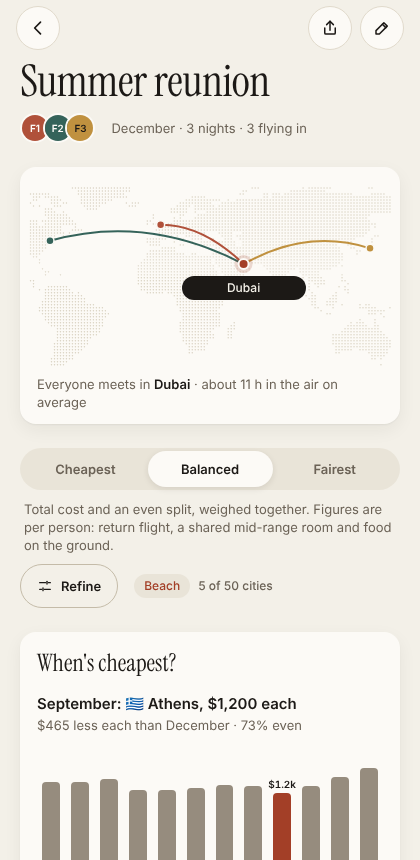 Summer reunion
F1 F2 F3 December · 3 nights · 3 flying in
Dubai
Everyone meets in Dubai · about 11 h in the air on
average
Cheapest Balanced Fairest
Total cost and an even split, weighed together. Figures are
per person: return flight, a shared mid-range room and food
on the ground.
Refine Beach 5 of 50 cities
When's cheapest?
September: 🇬🇷 Athens, $1,200 each
$465 less each than December · 73% even
$1.2k